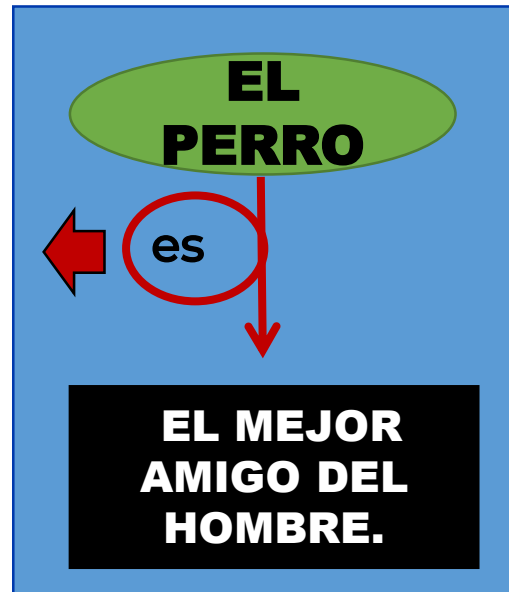 EL
PERRO
es
EL MEJOR
AMIGO DEL
HOMBRE.